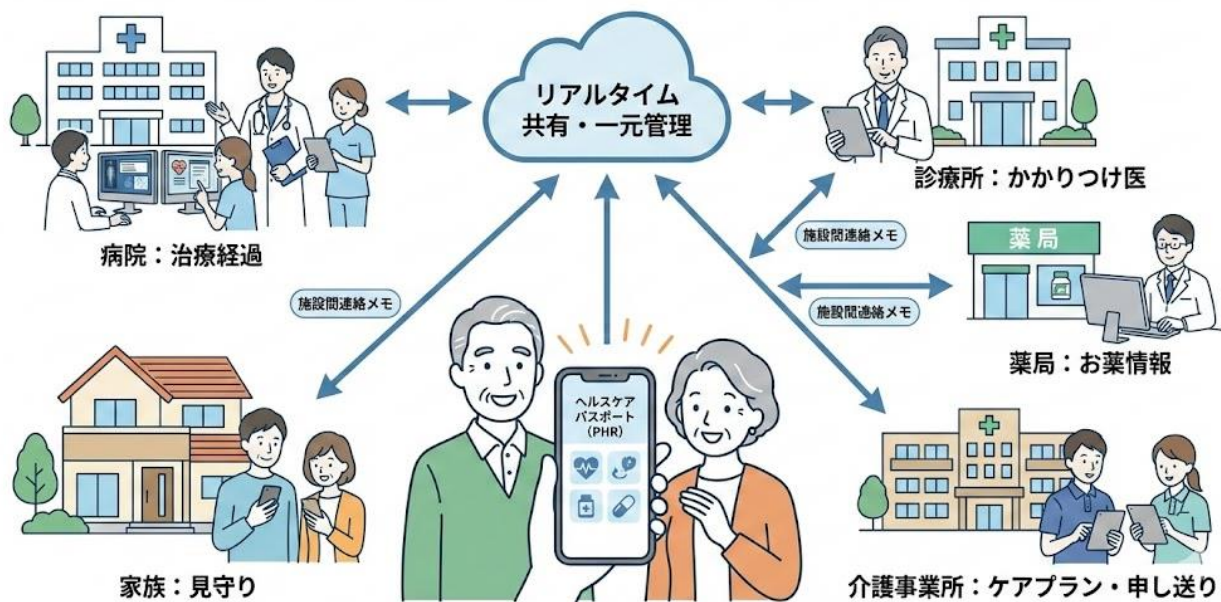 リアルタイム
共有・一元管理
病院：治療経過
診療所：かかりつけ医
施設間連絡メモ
薬局
施設間連絡メモ
施設間連絡メモ
薬局：お薬情報
ヘルスケア
パスポート
（PHR）
家族：見守り
介護事業所：ケアプラン・申し送り